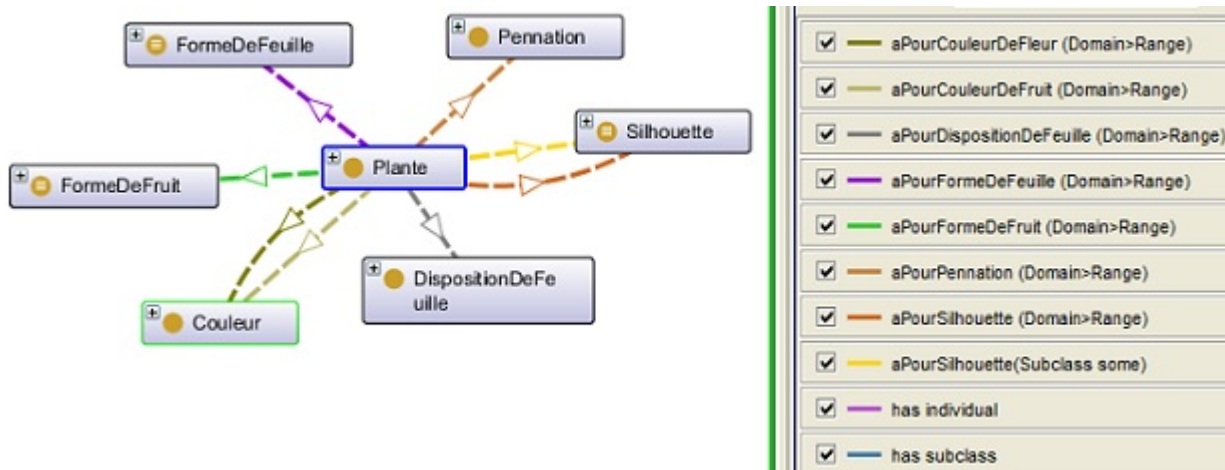 FormeDeFeuille
Pennation
Silhouette
Plante
FormeDeFruit
DispositionDeFe
uille
Couleur
aPourCouleurDeFleur (Domain>Range)
aPourCouleurDeFruit (Domain>Range)
aPourDispositionDeFeuille (Domain>Range)
aPourFormeDeFeuille (Domain>Range)
aPourFormeDeFruit (Domain>Range)
aPourPennation (Domain>Range)
aPourSilhouette (Domain>Range)
aPourSilhouette(Subclass some)
has individual
has subclass